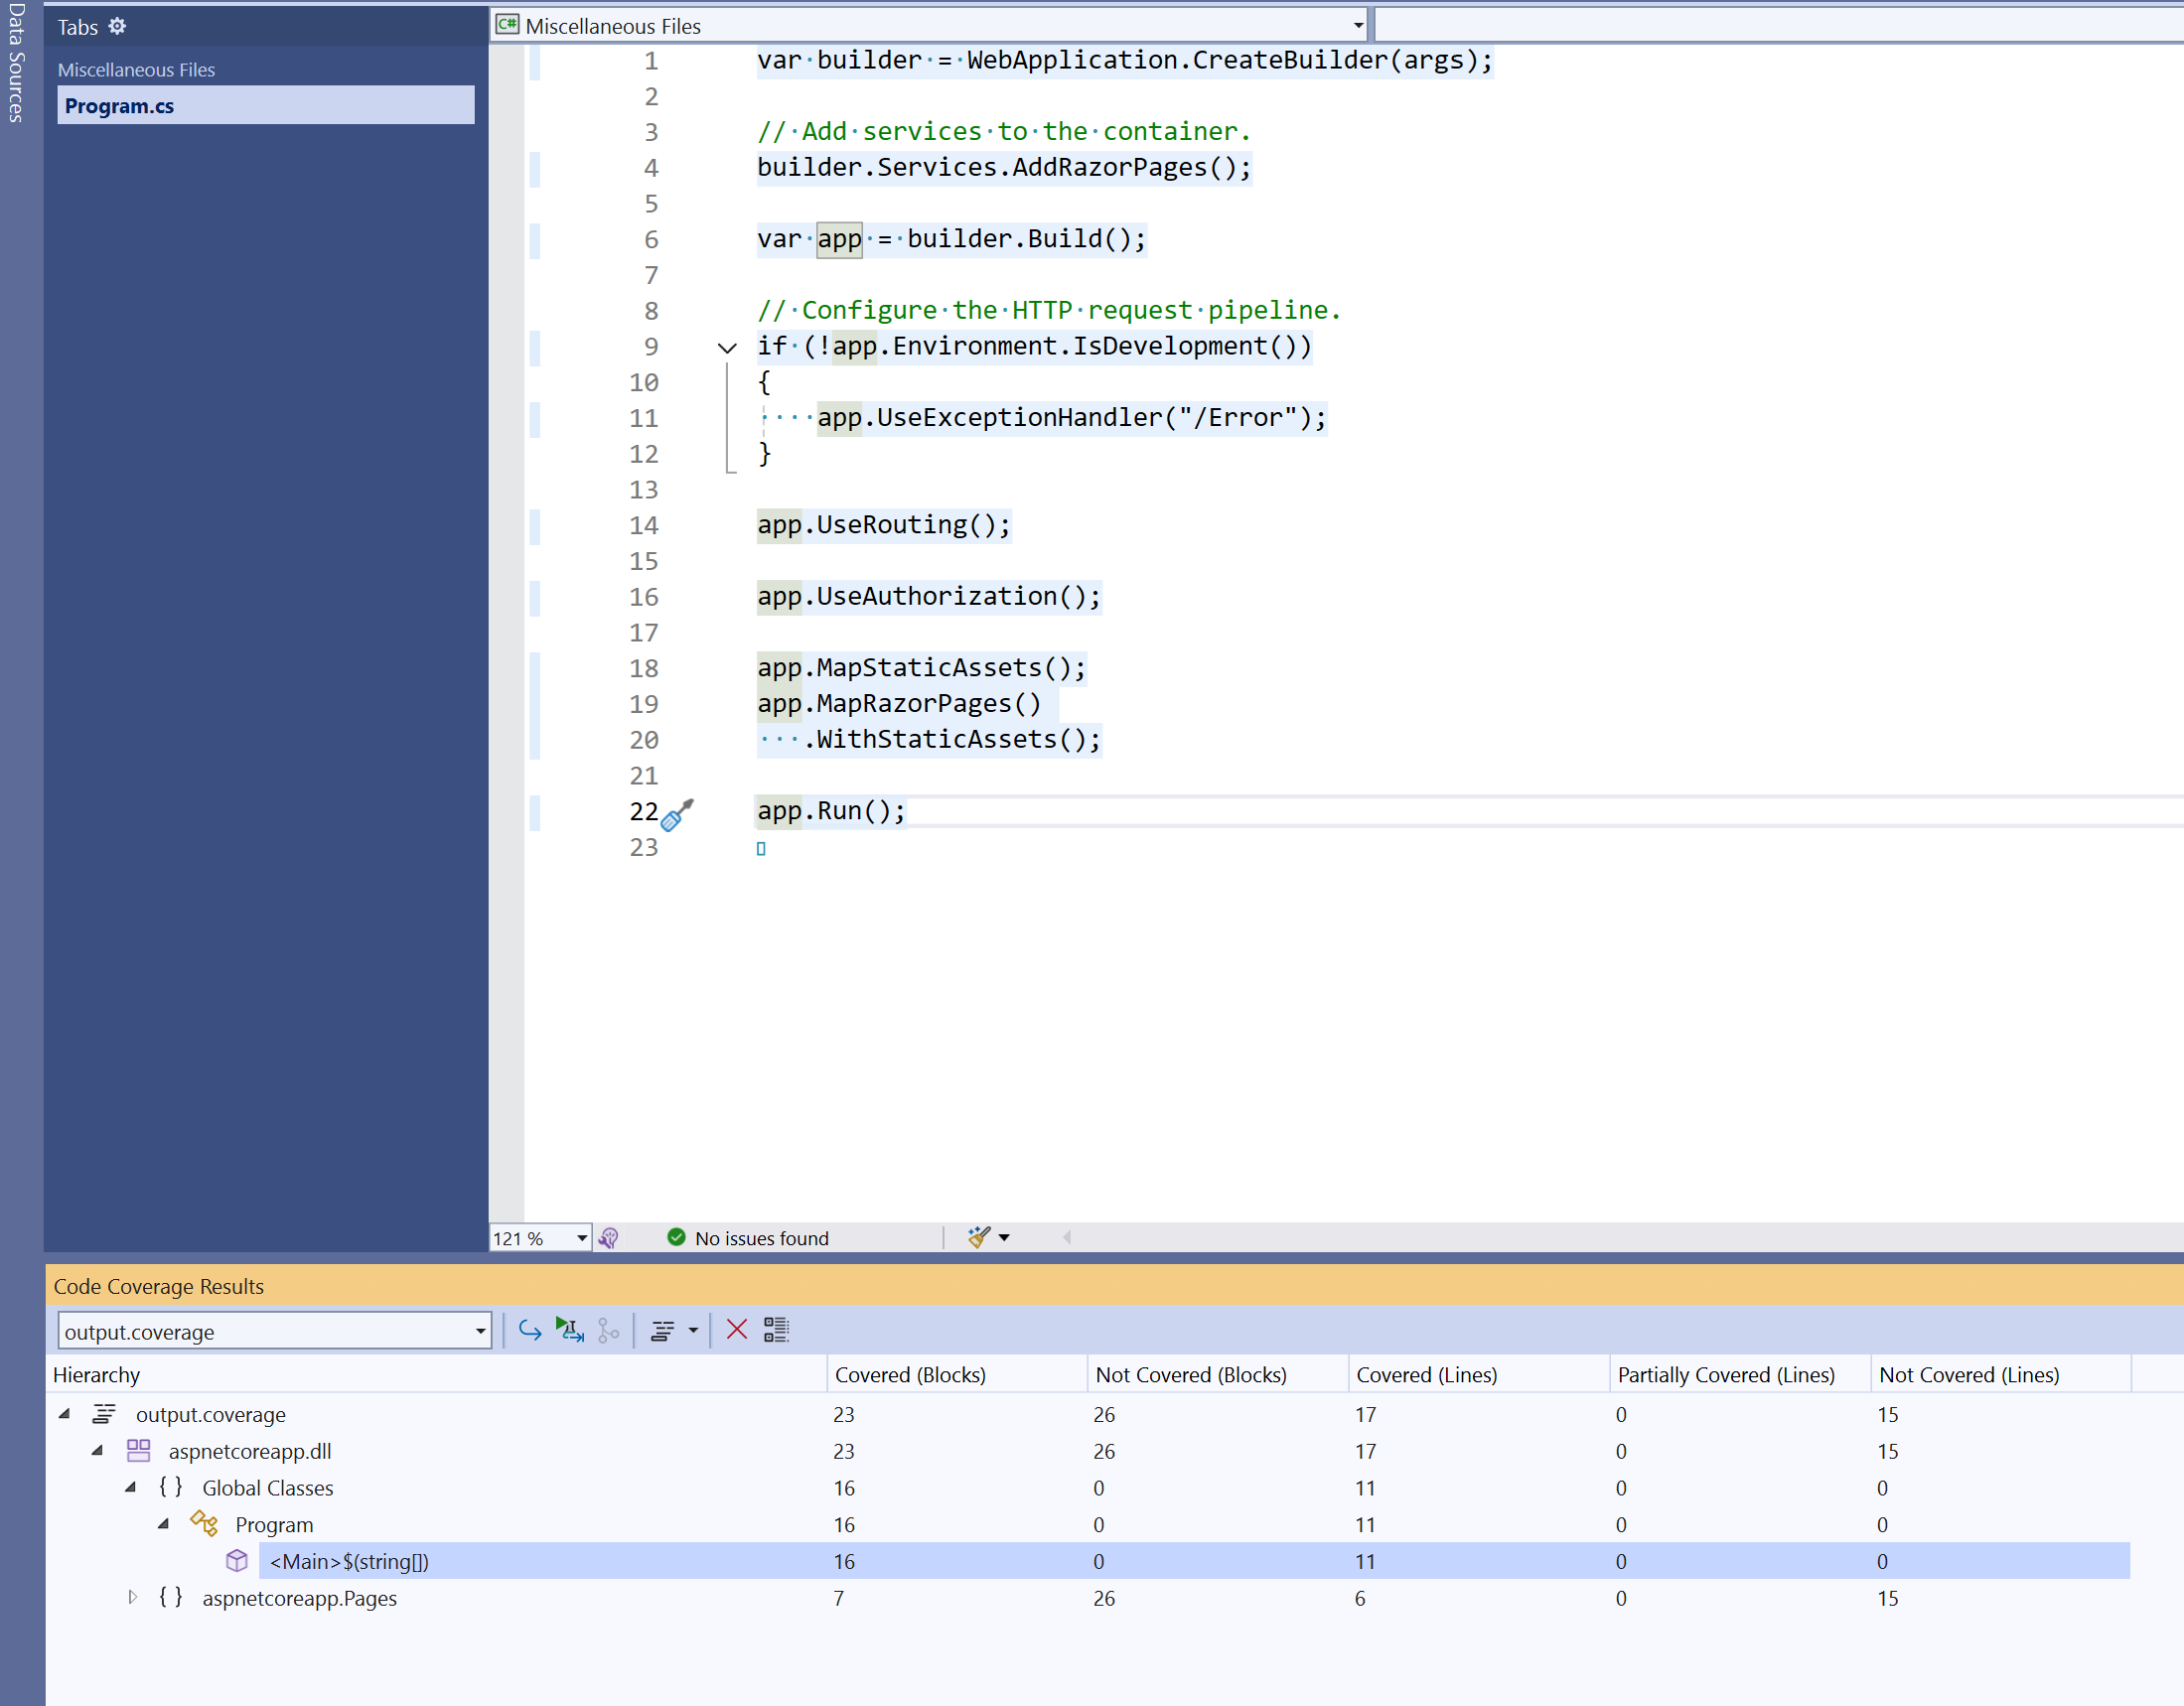 Data Sources
Tabs
Miscellaneous Files
Program.cs
C# Miscellaneous Files
1 var builder = WebApplication.CreateBuilder(args);
2
3 // Add services to the container.
4 builder.Services.AddRazorPages();
5
6 var app = builder.Build();
7
8 // Configure the HTTP request pipeline.
9 if (!app.Environment.IsDevelopment())
10 {
11     app.UseExceptionHandler("/Error");
12 }
13
14 app.UseRouting();
15
16 app.UseAuthorization();
17
18 app.MapStaticAssets();
19 app.MapRazorPages()
20    .WithStaticAssets();
21
22 app.Run();
23
121 % No issues found
Code Coverage Results
output.coverage
Hierarchy Covered (Blocks) Not Covered (Blocks) Covered (Lines) Partially Covered (Lines) Not Covered (Lines)
output.coverage 23 26 17 0 15
aspnetcoreapp.dll 23 26 17 0 15
{ } Global Classes 16 0 11 0 0
Program 16 0 11 0 0
<Main>$(string[]) 16 0 11 0 0
{ } aspnetcoreapp.Pages 7 26 6 0 15